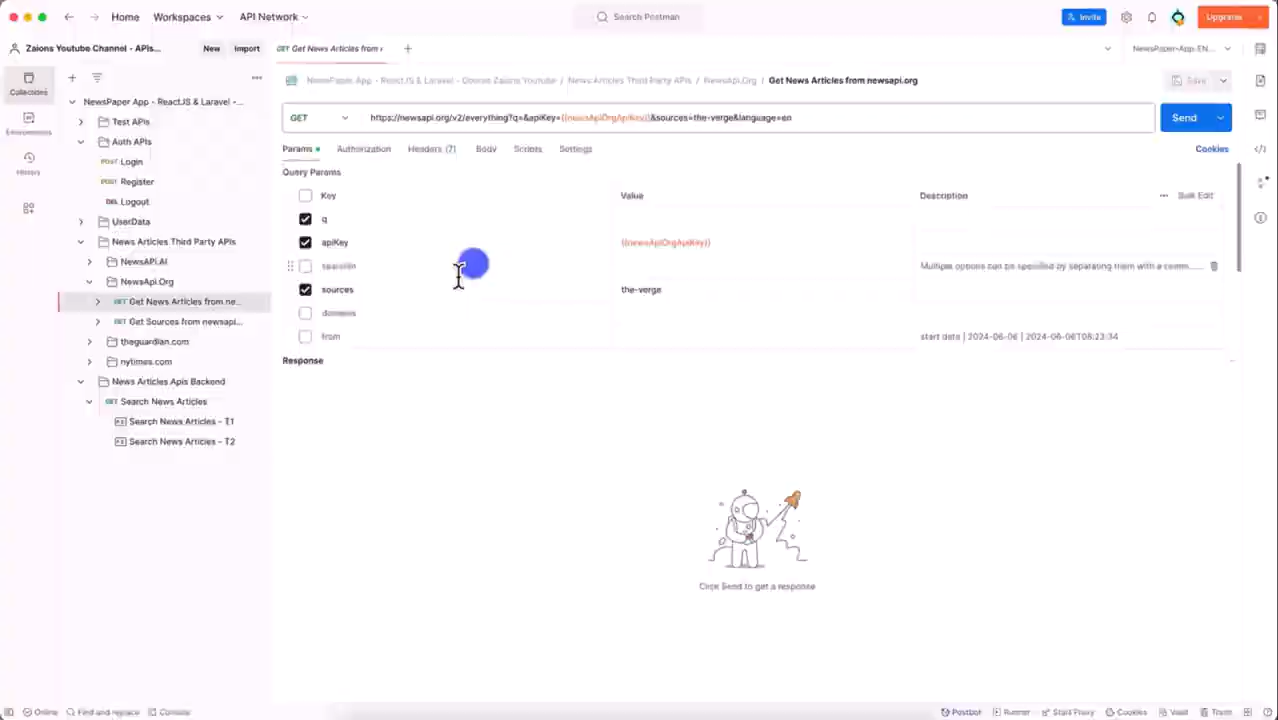 Home Workspaces API Network Search Postman Invite Upgrade
Zaions Youtube Channel - APIs... New Import GET Get News Articles from NewsPaper-App-EN...
NewsPaper App - ReactJS & Laravel - Zaions Youtube / News Articles Third Party APIs / NewsApi.Org / Get News Articles from newsapi.org Save
Collections
NewsPaper App - ReactJS & Laravel -...
GET https://newsapi.org/v2/everything?q=&apiKey={{newsApiOrgApiKey}}&sources=the-verge&language=en Send
Test APIs
Environments
Auth APIs
Params Authorization Headers (7) Body Scripts Settings Cookies
POST Login
History
Query Params
POST Register
Key Value Description Bulk Edit
DEL Logout
q
UserData
News Articles Third Party APIs
apiKey {{newsApiOrgApiKey}}
NewsAPI.AI
searchIn Multiple options can be specified by separating them with a comm......
NewsApi.Org
sources the-verge
GET Get News Articles from ne...
domains
GET Get Sources from newsapi...
from start date | 2024-06-06 | 2024-06-06T08:23:34
theguardian.com
Response
nytimes.com
News Articles Apis Backend
GET Search News Articles
Search News Articles - T1
Search News Articles - T2
Click Send to get a response
Online Find and replace Console Postbot Runner Start Proxy Cookies Vault Trash